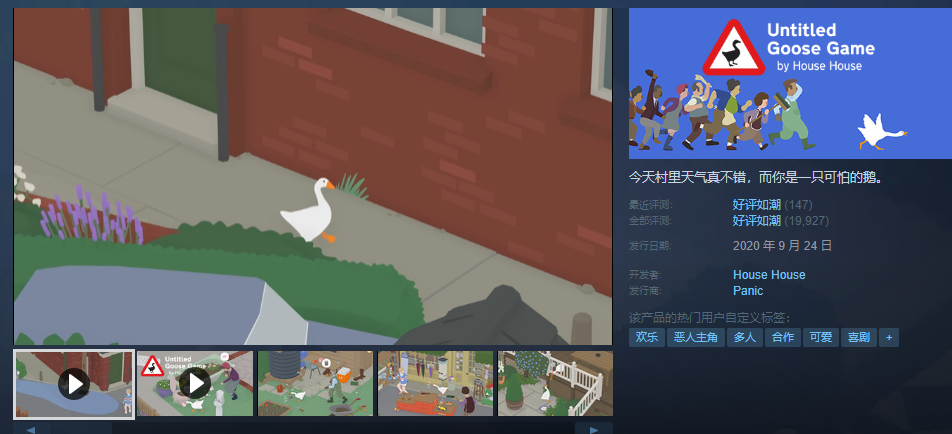 Untitled
Goose Game
by House House
今天村里天气真不错，而你是一只可怕的鹅。
最近评测: 好评如潮 (147)
全部评测: 好评如潮 (19,927)
发行日期: 2020 年 9 月 24 日
开发者: House House
发行商: Panic
该产品的热门用户自定义标签:
欢乐 恶人主角 多人 合作 可爱 喜剧 +
Untitled
Goose Game